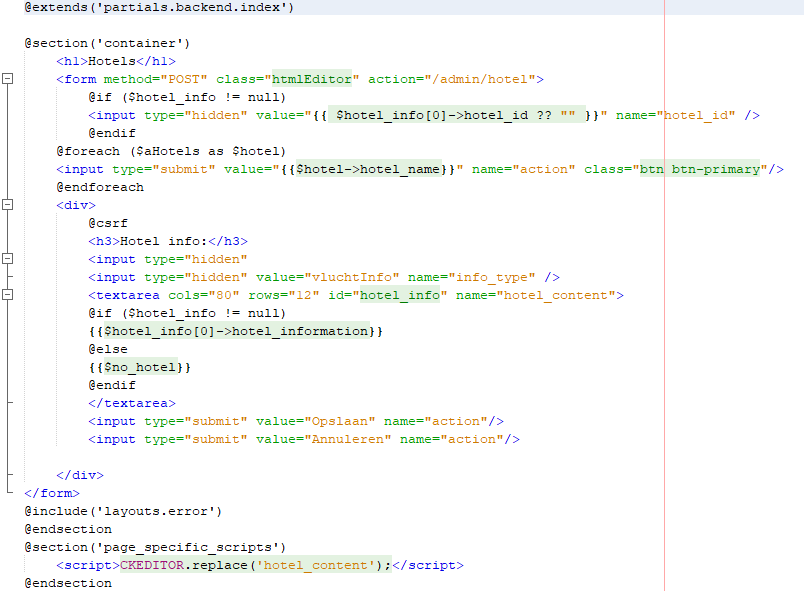 @extends('partials.backend.index')
@section('container')
<h1>Hotels</h1>
<form method="POST" class="htmlEditor" action="/admin/hotel">
@if ($hotel_info != null)
<input type="hidden" value="{{ $hotel_info[0]->hotel_id ?? "" }}" name="hotel_id" />
@endif
@foreach ($aHotels as $hotel)
<input type="submit" value="{{$hotel->hotel_name}}" name="action" class="btn btn-primary"/>
@endforeach
<div>
@csrf
<h3>Hotel info:</h3>
<input type="hidden"
<input type="hidden" value="vluchtInfo" name="info_type" />
<textarea cols="80" rows="12" id="hotel_info" name="hotel_content">
@if ($hotel_info != null)
{{$hotel_info[0]->hotel_information}}
@else
{{$no_hotel}}
@endif
</textarea>
<input type="submit" value="Opslaan" name="action"/>
<input type="submit" value="Annuleren" name="action"/>
</div>
</form>
@include('layouts.error')
@endsection
@section('page_specific_scripts')
<script>CKEDITOR.replace('hotel_content');</script>
@endsection